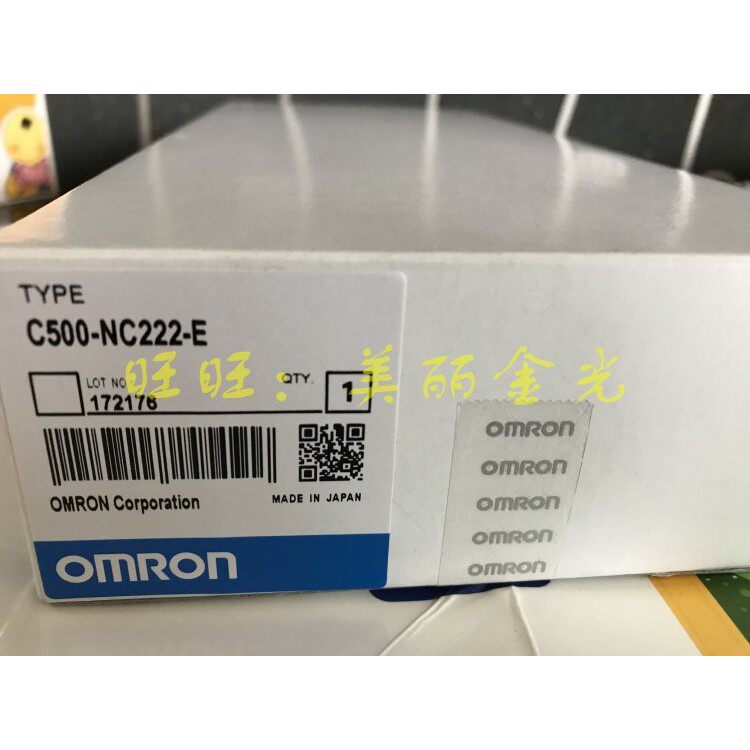 TYPE
C500-NC222-E
LOT NO.
QTY.
172176
1
旺旺：美丽金光
OMRON Corporation
MADE IN JAPAN
OMRON
OMRON
OMRON
OMRON
OMRON
OMRON